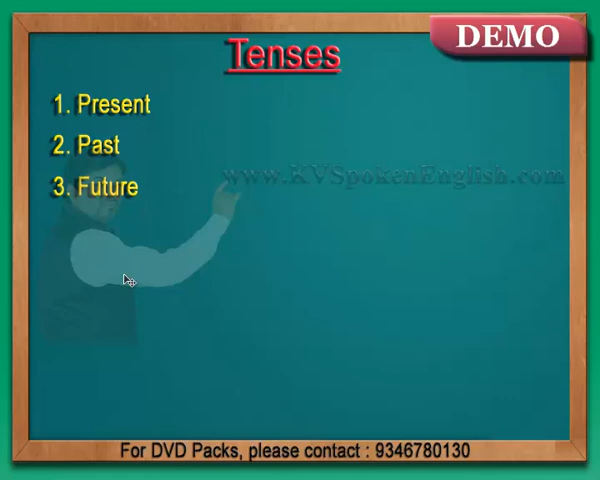 DEMO
Tenses
1. Present
2. Past
3. Future
www.KVSpokenEnglish.com
For DVD Packs, please contact : 9346780130